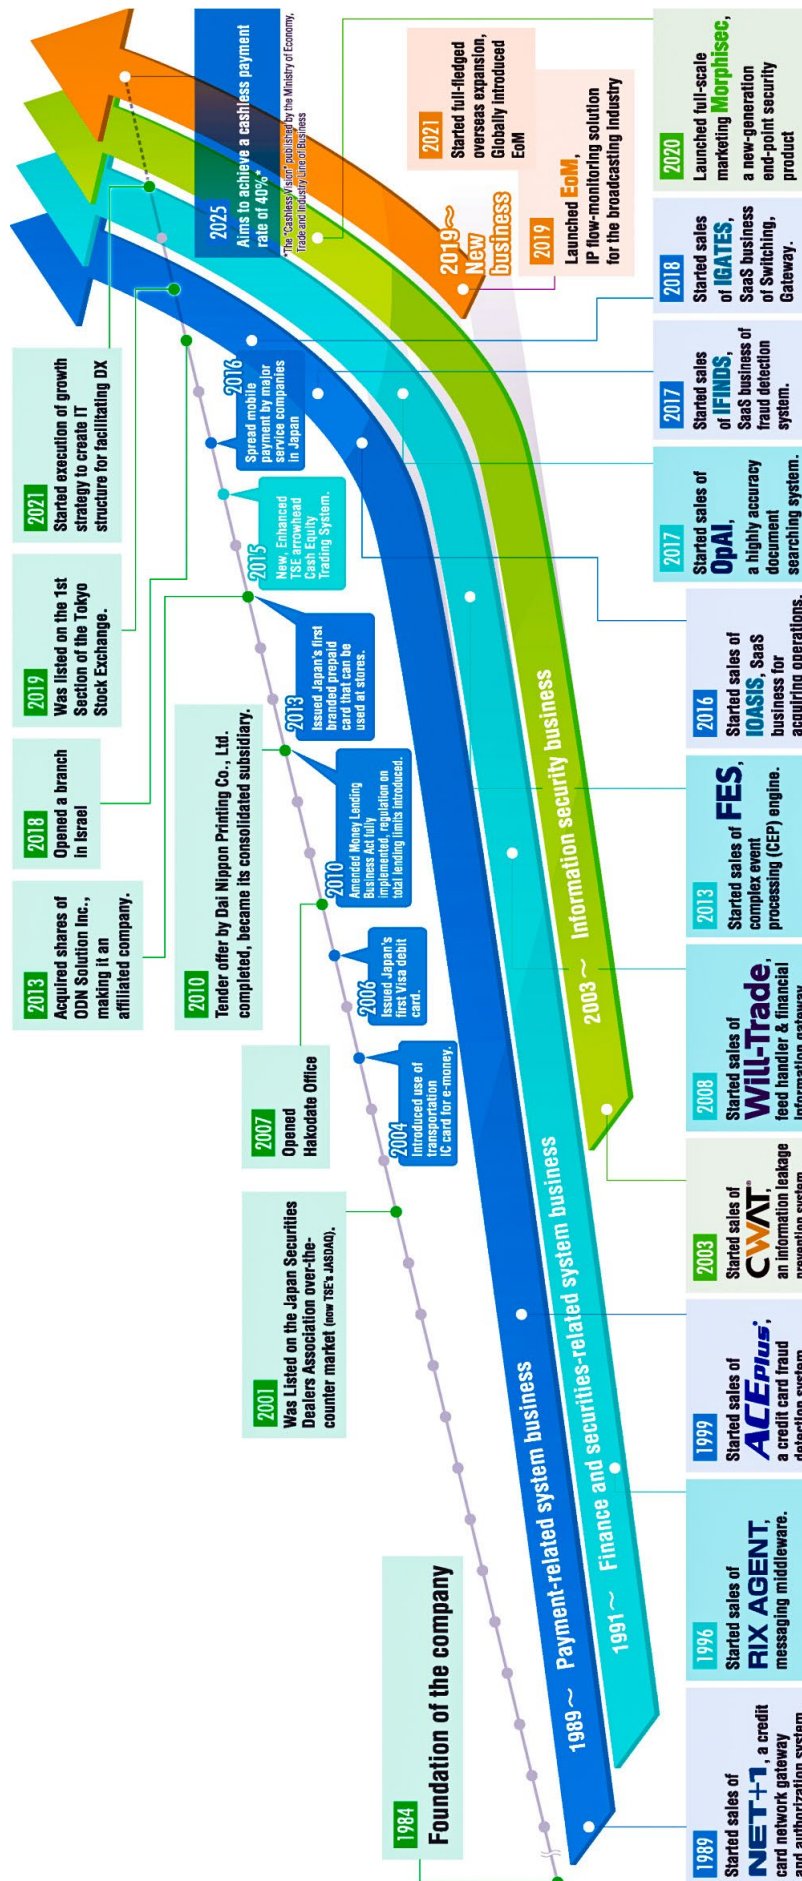 1984
Foundation of the company
2001
Was Listed on the Japan Securities
Dealers Association over-the-
counter market (now TSE's JASDAQ).
2007
Opened
Hakodate Office
2010
Tender offer by Dai Nippon Printing Co., Ltd.
completed, became its consolidated subsidiary.
2013
Acquired shares of
ODN Solution Inc.,
making it an
affiliated company.
2018
Opened a branch
in Israel
2019
Was listed on the 1st
Section of the Tokyo
Stock Exchange.
2021
Started execution of growth
strategy to create IT
structure for facilitating DX
2004
Introduced use of
transportation
IC card for e-money.
2006
Issued Japan's
first Visa debit
card.
2010
Amended Money Lending
Business Act fully
implemented, regulation on
total lending limits introduced.
2013
Issued Japan's first
branded prepaid
card that can be
used at stores.
2015
New, Enhanced
TSE arrowhead
Cash Equity
Trading System.
2016
Spread mobile
payment by major
service companies
in Japan
2025
Aims to achieve a cashless payment
rate of 40%*
*The "Cashless Vision" published by the Ministry of Economy,
Trade and Industry Line of Business
1989~ Payment-related system business
1991~ Finance and securities-related system business
2003~ Information security business
2019~
New
business
2021
Started full-fledged
overseas expansion,
Globally introduced
EoM
2019
Launched EoM,
IP flow-monitoring solution
for the broadcasting industry
1989
Started sales of
NET+1, a credit
card network gateway
and authorization system
1996
Started sales of
RIX AGENT,
messaging middleware.
1999
Started sales of
ACEPlus,
a credit card fraud
detection system
2003
Started sales of
CWAT®,
an information leakage
prevention system
2008
Started sales of
Will-Trade,
feed handler & financial
information gateway
2013
Started sales of FES,
complex event
processing (CEP) engine.
2016
Started sales of
IOASIS, SaaS
business for
acquiring operations.
2017
Started sales of
OpAI,
a highly accuracy
document
searching system.
2017
Started sales
of IFINDS,
SaaS business of
fraud detection
system.
2018
Started sales
of IGATES,
SaaS business
of Switching,
Gateway.
2020
Launched full-scale
marketing Morphisec,
a new-generation
end-point security
product